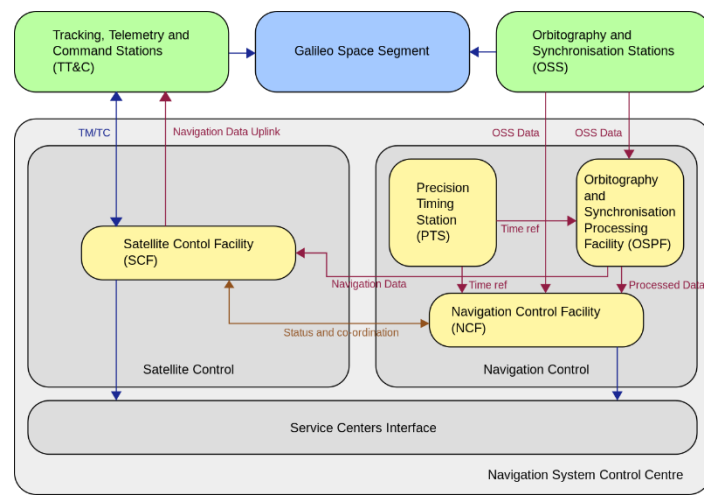 Tracking, Telemetry and
Command Stations
(TT&C)
Galileo Space Segment
Orbitography and
Synchronisation Stations
(OSS)
TM/TC
Navigation Data Uplink
OSS Data
OSS Data
Precision
Timing
Station
(PTS)
Orbitography
and
Synchronisation
Processing
Facility (OSPF)
Time ref
Satellite Contol Facility
(SCF)
Navigation Data
Time ref
Processed Data
Navigation Control Facility
(NCF)
Status and co-ordination
Satellite Control
Navigation Control
Service Centers Interface
Navigation System Control Centre